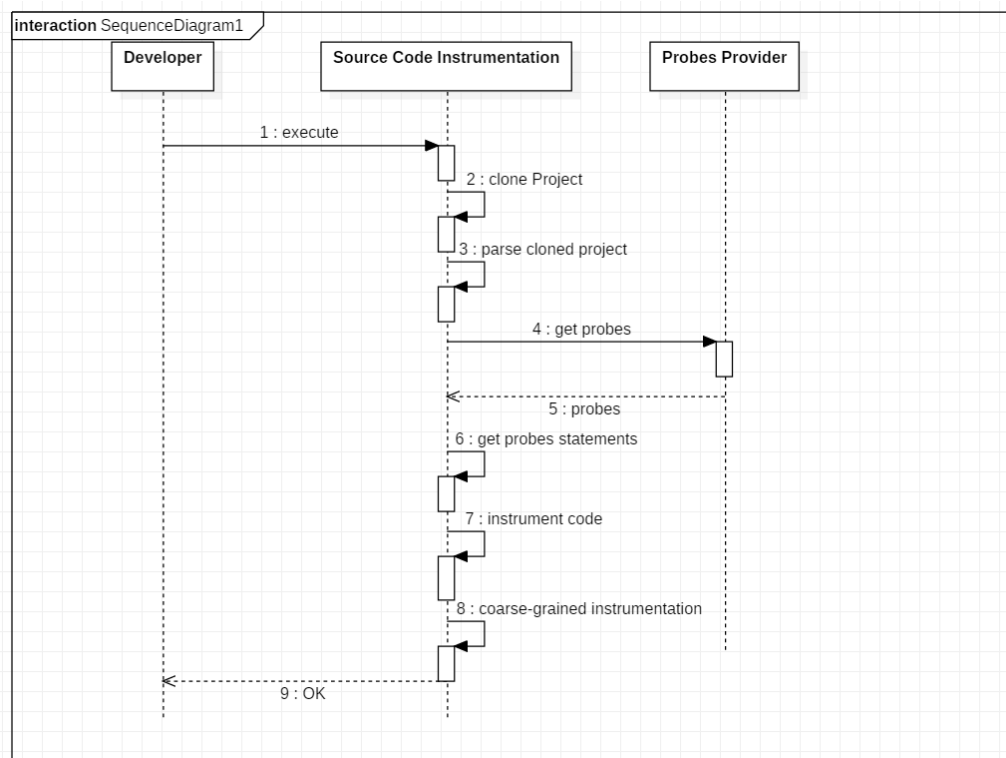 interaction SequenceDiagram1
Developer
Source Code Instrumentation
Probes Provider
1 : execute
2 : clone Project
3 : parse cloned project
4 : get probes
5 : probes
6 : get probes statements
7 : instrument code
8 : coarse-grained instrumentation
9 : OK